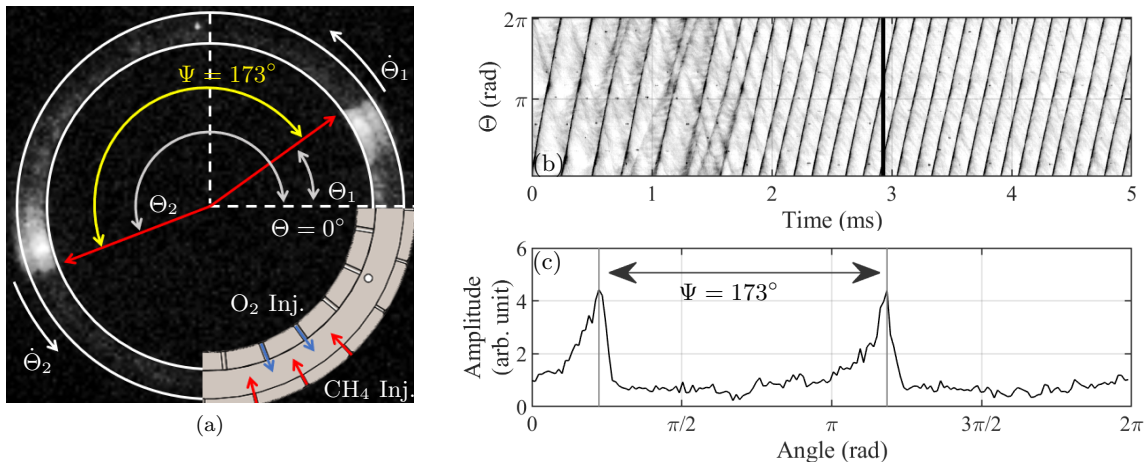 Ψ = 173°
Θ̇₁
Θ₂
Θ₁
Θ = 0°
Θ̇₂
O₂ Inj.
CH₄ Inj.
(a)
2π
π
Θ (rad)
(b)
0 1 2 3 4 5
Time (ms)
(c)
6
4
2
0
Amplitude
(arb. unit)
Ψ = 173°
0 π/2 π 3π/2 2π
Angle (rad)